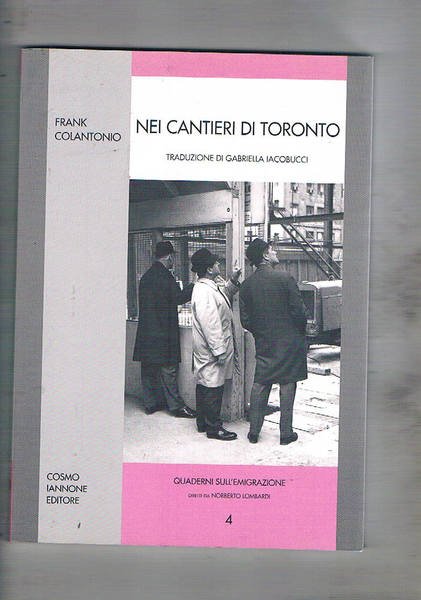 FRANK
COLANTONIO
NEI CANTIERI DI TORONTO
TRADUZIONE DI GABRIELLA IACOBUCCI
COSMO
IANNONE
EDITORE
QUADERNI SULL'EMIGRAZIONE
DIRETTI DA NORBERTO LOMBARDI
4